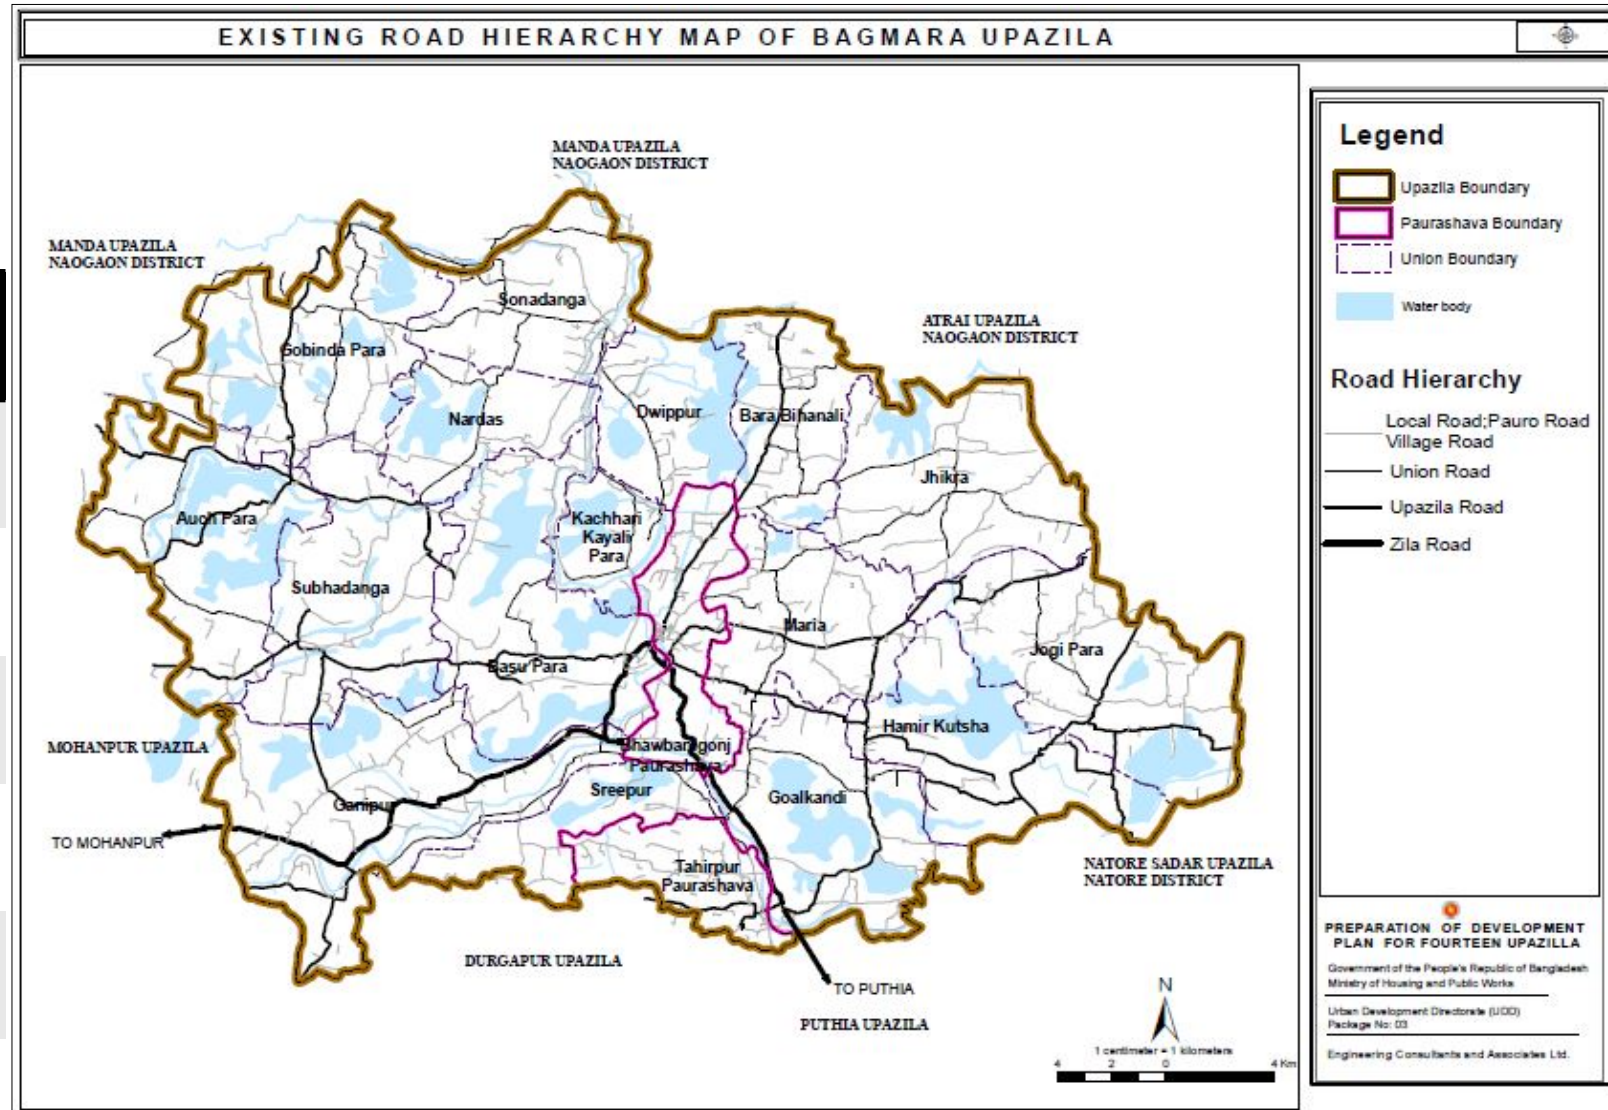 EXISTING ROAD HIERARCHY MAP OF BAGMARA UPAZILA
MANDA UPAZILA
NAOGAON DISTRICT
MANDA UPAZILA
NAOGAON DISTRICT
ATRAI UPAZILA
NAOGAON DISTRICT
Sonadanga
Gobinda Para
Nardas
Dwippur
Bara Bihanali
Jhikra
Auch Para
Kachhari
Kayali
Para
Subhadanga
Maria
Jogi Para
Basu Para
Hamir Kutsha
MOHANPUR UPAZILA
Bhawbanigonj
Paurashava
Sreepur
Goalkandi
Ganipur
TO MOHANPUR
Tahirpur
Paurashava
NATORE SADAR UPAZILA
NATORE DISTRICT
DURGAPUR UPAZILA
TO PUTHIA
PUTHIA UPAZILA
N
1 centimeter = 1 kilometers
4 2 0 4 Km
Legend
Upazila Boundary
Paurashava Boundary
Union Boundary
Water body
Road Hierarchy
Local Road;Pauro Road
Village Road
Union Road
Upazila Road
Zila Road
PREPARATION OF DEVELOPMENT
PLAN FOR FOURTEEN UPAZILLA
Government of the People's Republic of Bangladesh
Ministry of Housing and Public Works
Urban Development Directorate (UDD)
Package No: 03
Engineering Consultants and Associates Ltd.